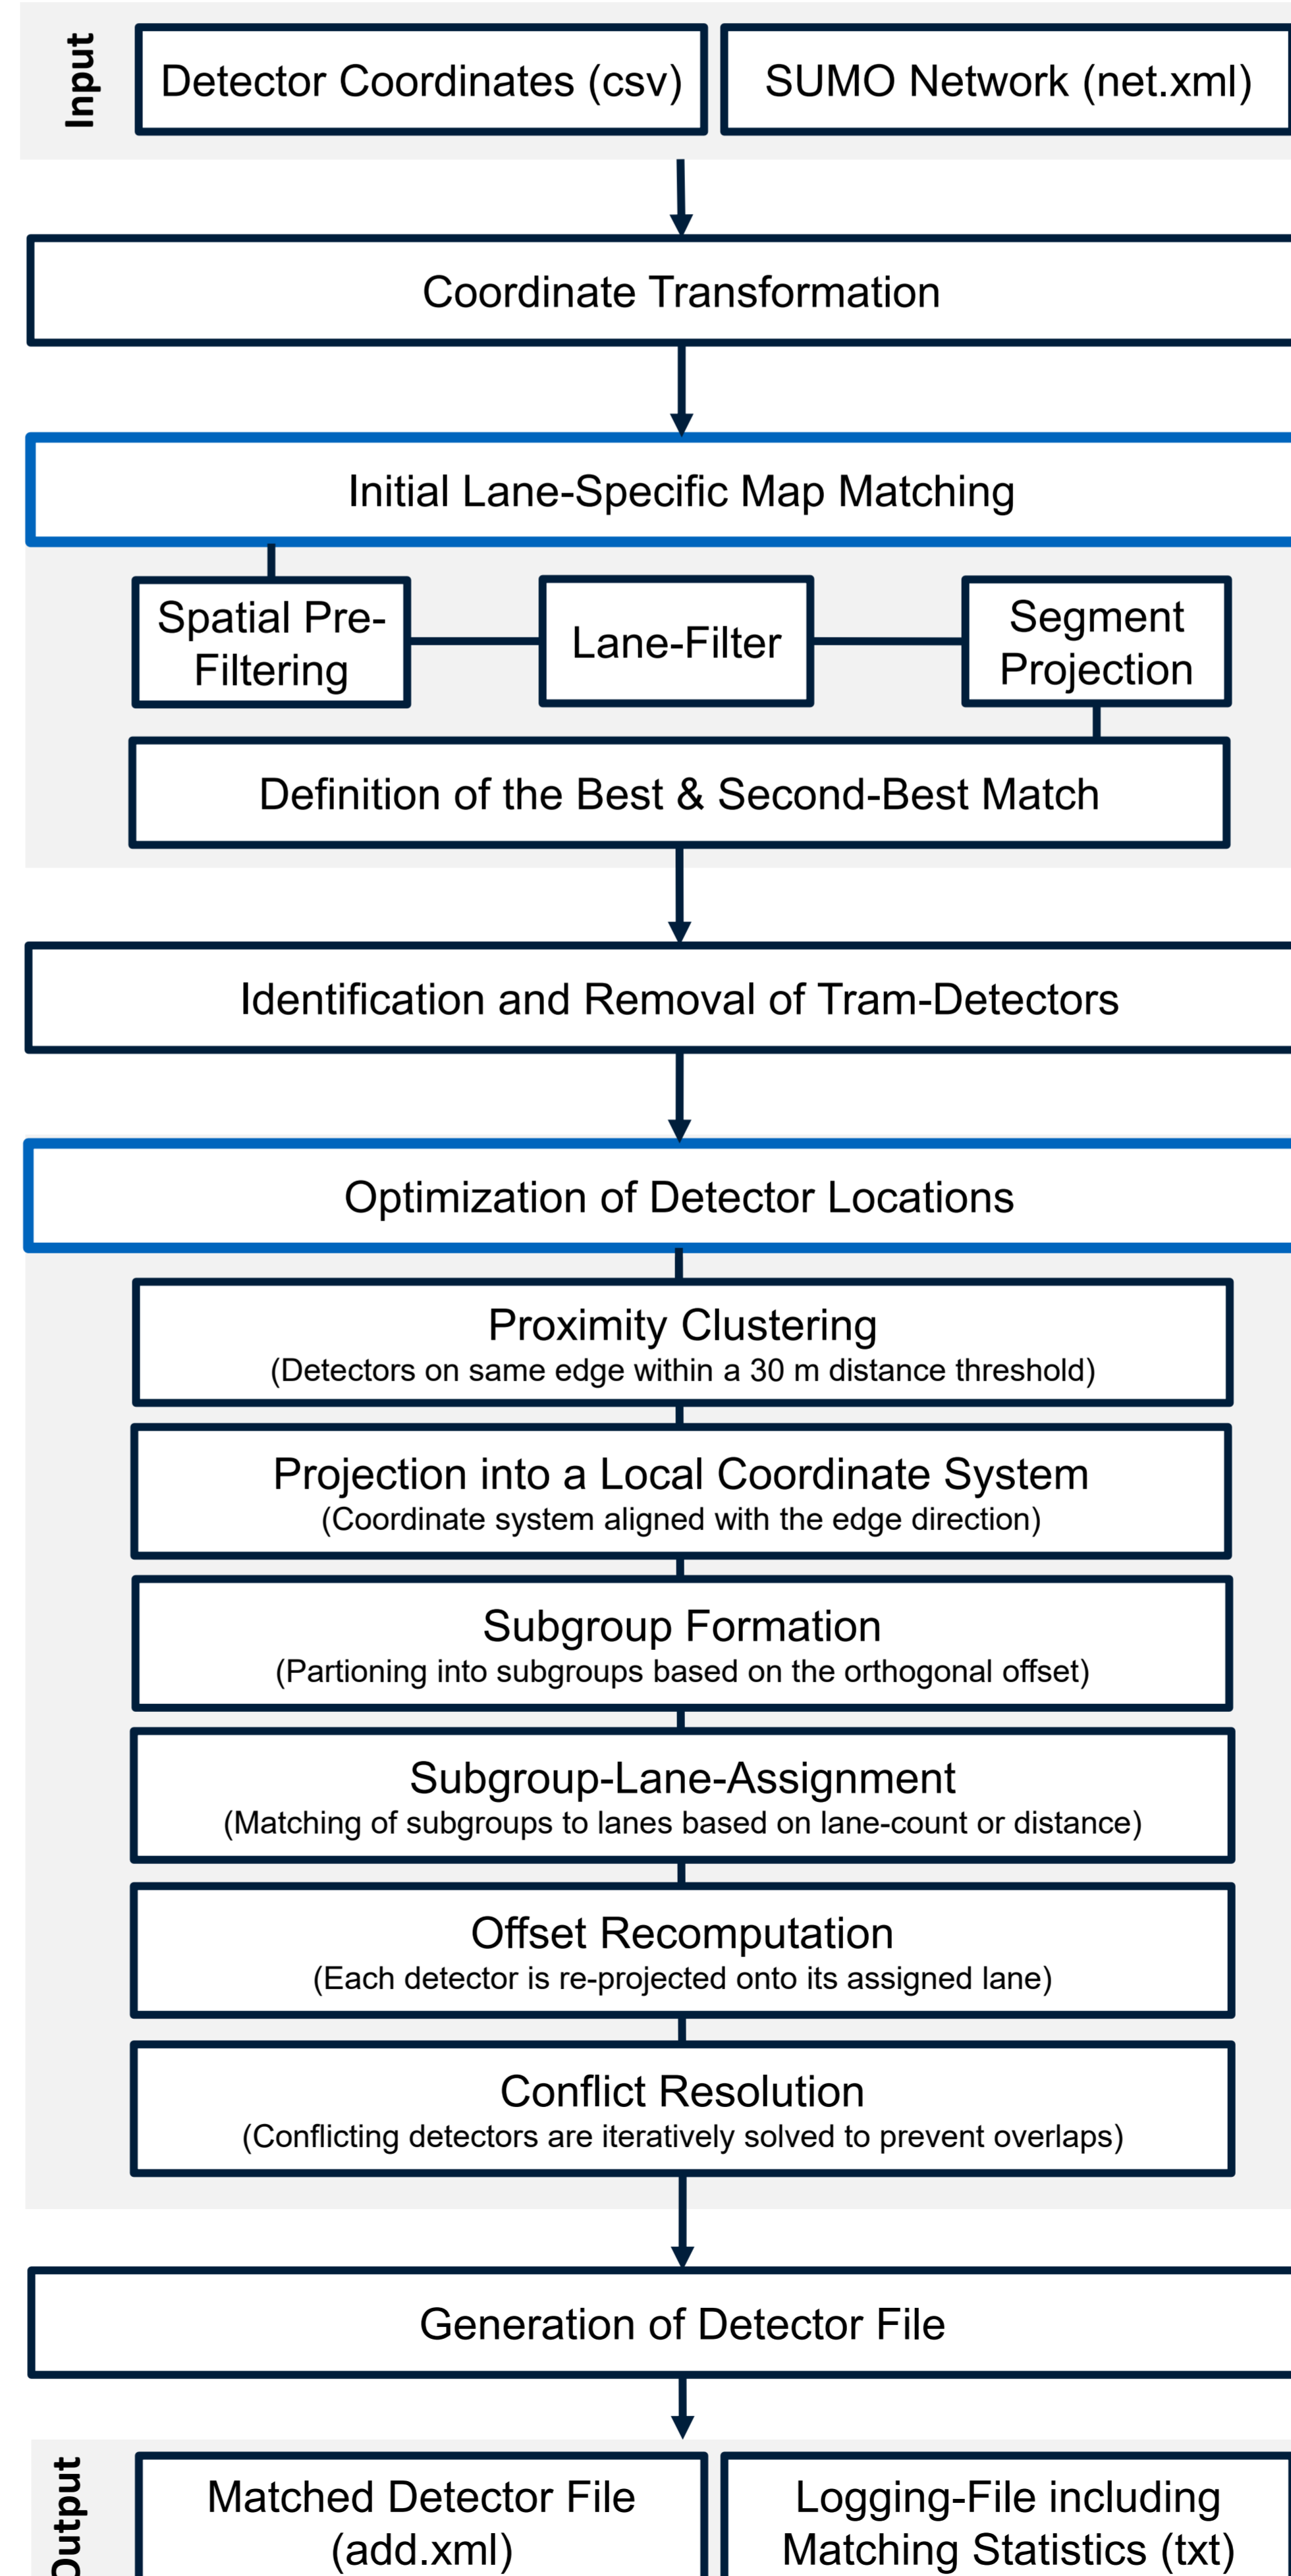 Input
Detector Coordinates (csv)
SUMO Network (net.xml)
Coordinate Transformation
Initial Lane-Specific Map Matching
Spatial Pre-
Filtering
Lane-Filter
Segment
Projection
Definition of the Best & Second-Best Match
Identification and Removal of Tram-Detectors
Optimization of Detector Locations
Proximity Clustering
(Detectors on same edge within a 30 m distance threshold)
Projection into a Local Coordinate System
(Coordinate system aligned with the edge direction)
Subgroup Formation
(Partioning into subgroups based on the orthogonal offset)
Subgroup-Lane-Assignment
(Matching of subgroups to lanes based on lane-count or distance)
Offset Recomputation
(Each detector is re-projected onto its assigned lane)
Conflict Resolution
(Conflicting detectors are iteratively solved to prevent overlaps)
Generation of Detector File
Output
Matched Detector File
(add.xml)
Logging-File including
Matching Statistics (txt)